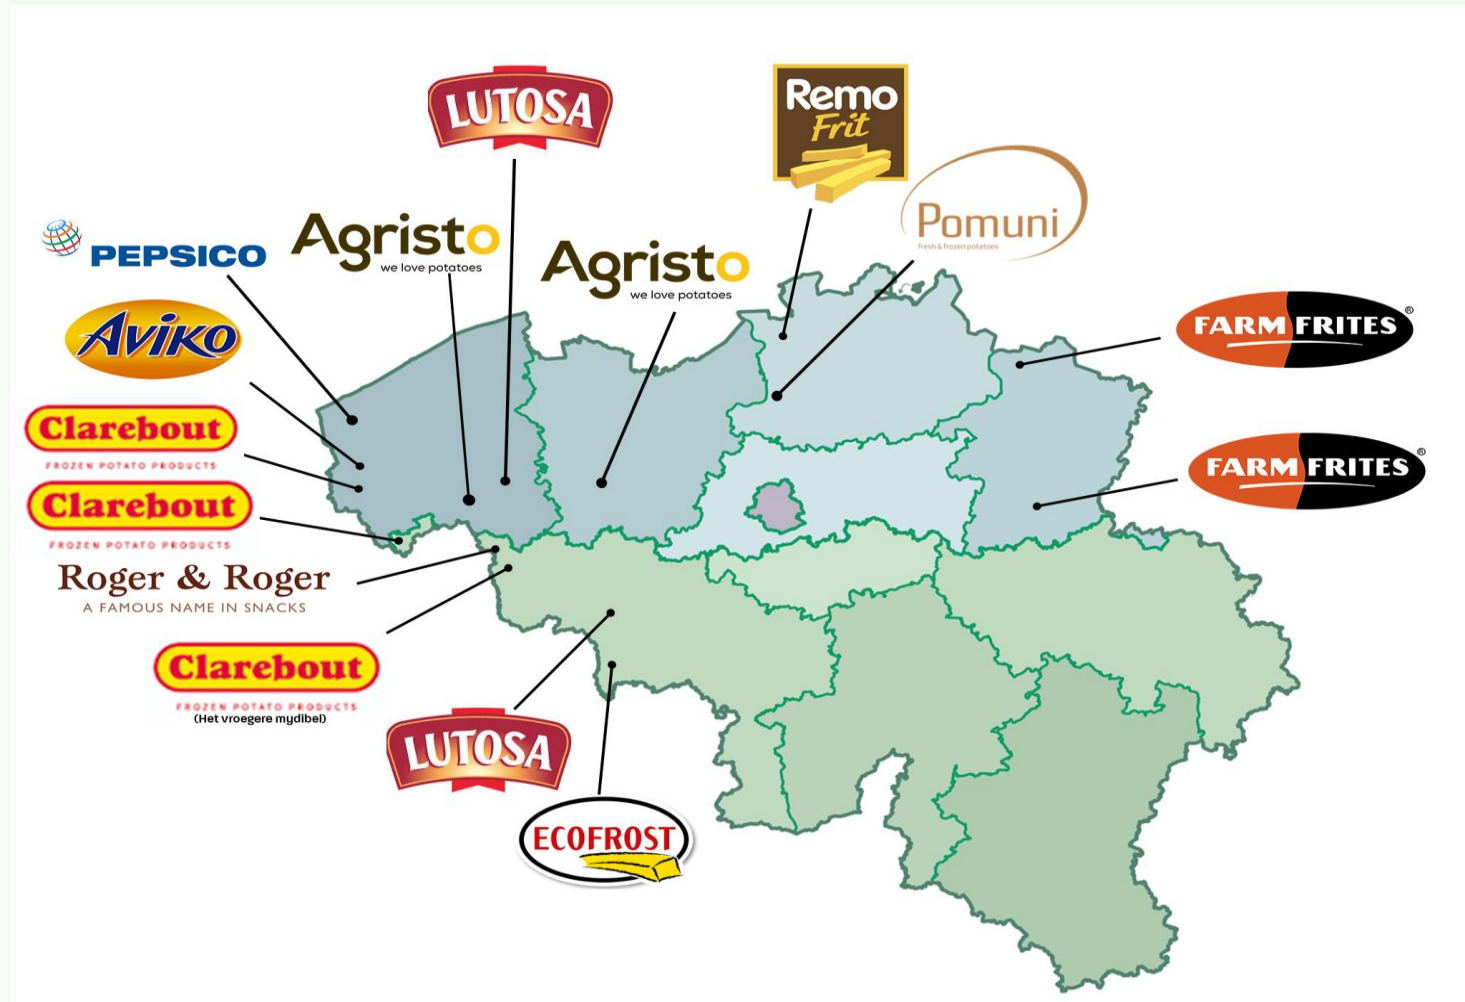 LUTOSA
Remo
Frit
Pomuni
fresh & frozen potatoes
Agristo
we love potatoes
PEPSICO
Agristo
we love potatoes
AVIKO
FARM FRITES ®
Clarebout
FROZEN POTATO PRODUCTS
FARM FRITES ®
Clarebout
FROZEN POTATO PRODUCTS
Roger & Roger
A FAMOUS NAME IN SNACKS
Clarebout
FROZEN POTATO PRODUCTS
(Het vroegere mydibel)
LUTOSA
ECOFROST